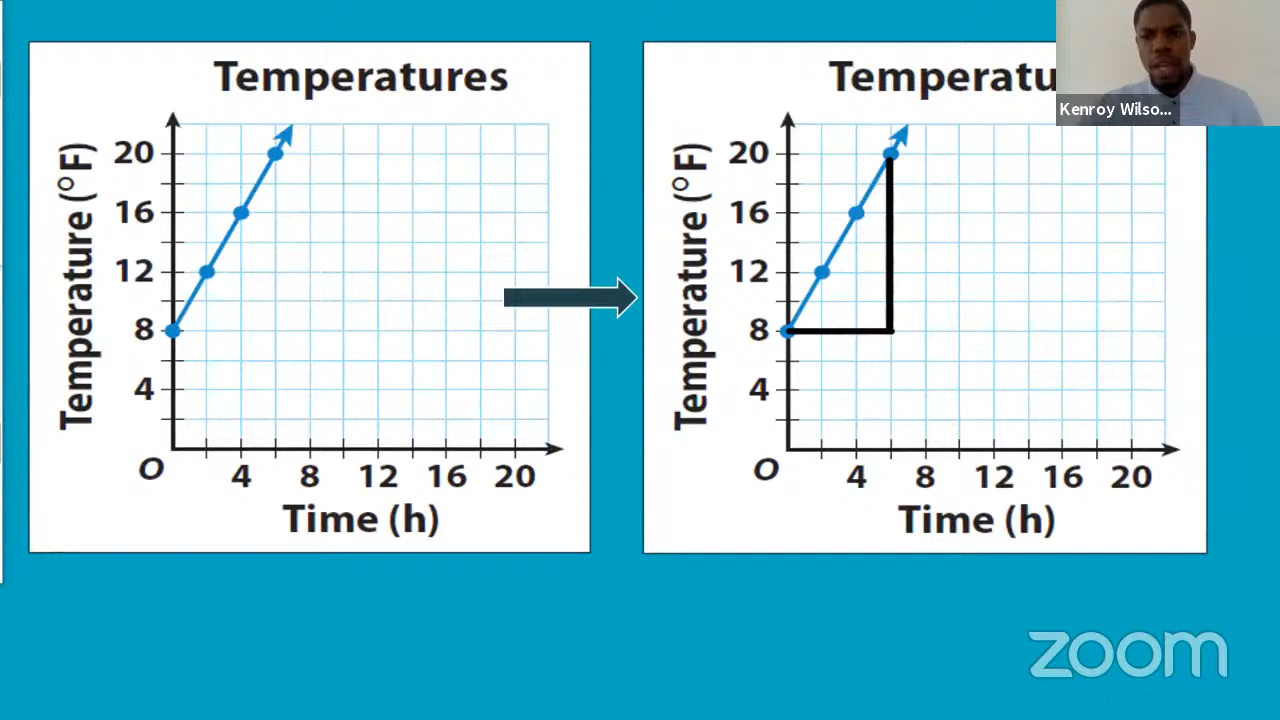 Temperatures
Temperature (°F)
20
16
12
8
4
O
4 8 12 16 20
Time (h)
Temperatu
Temperature (°F)
20
16
12
8
4
O
4 8 12 16 20
Time (h)
Kenroy Wilso...
zoom